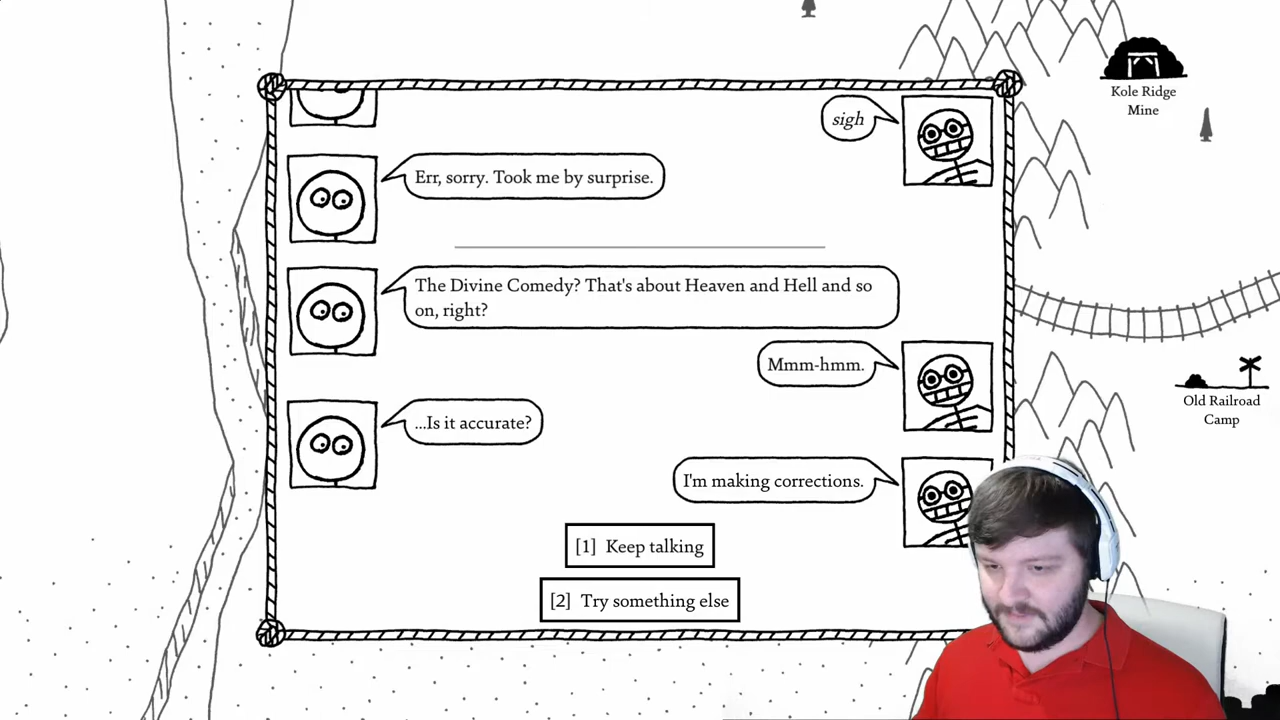 Kole Ridge
Mine
sigh
Err, sorry. Took me by surprise.
The Divine Comedy? That's about Heaven and Hell and so
on, right?
Mmm-hmm.
...Is it accurate?
Old Railroad
Camp
I'm making corrections.
[1] Keep talking
[2] Try something else